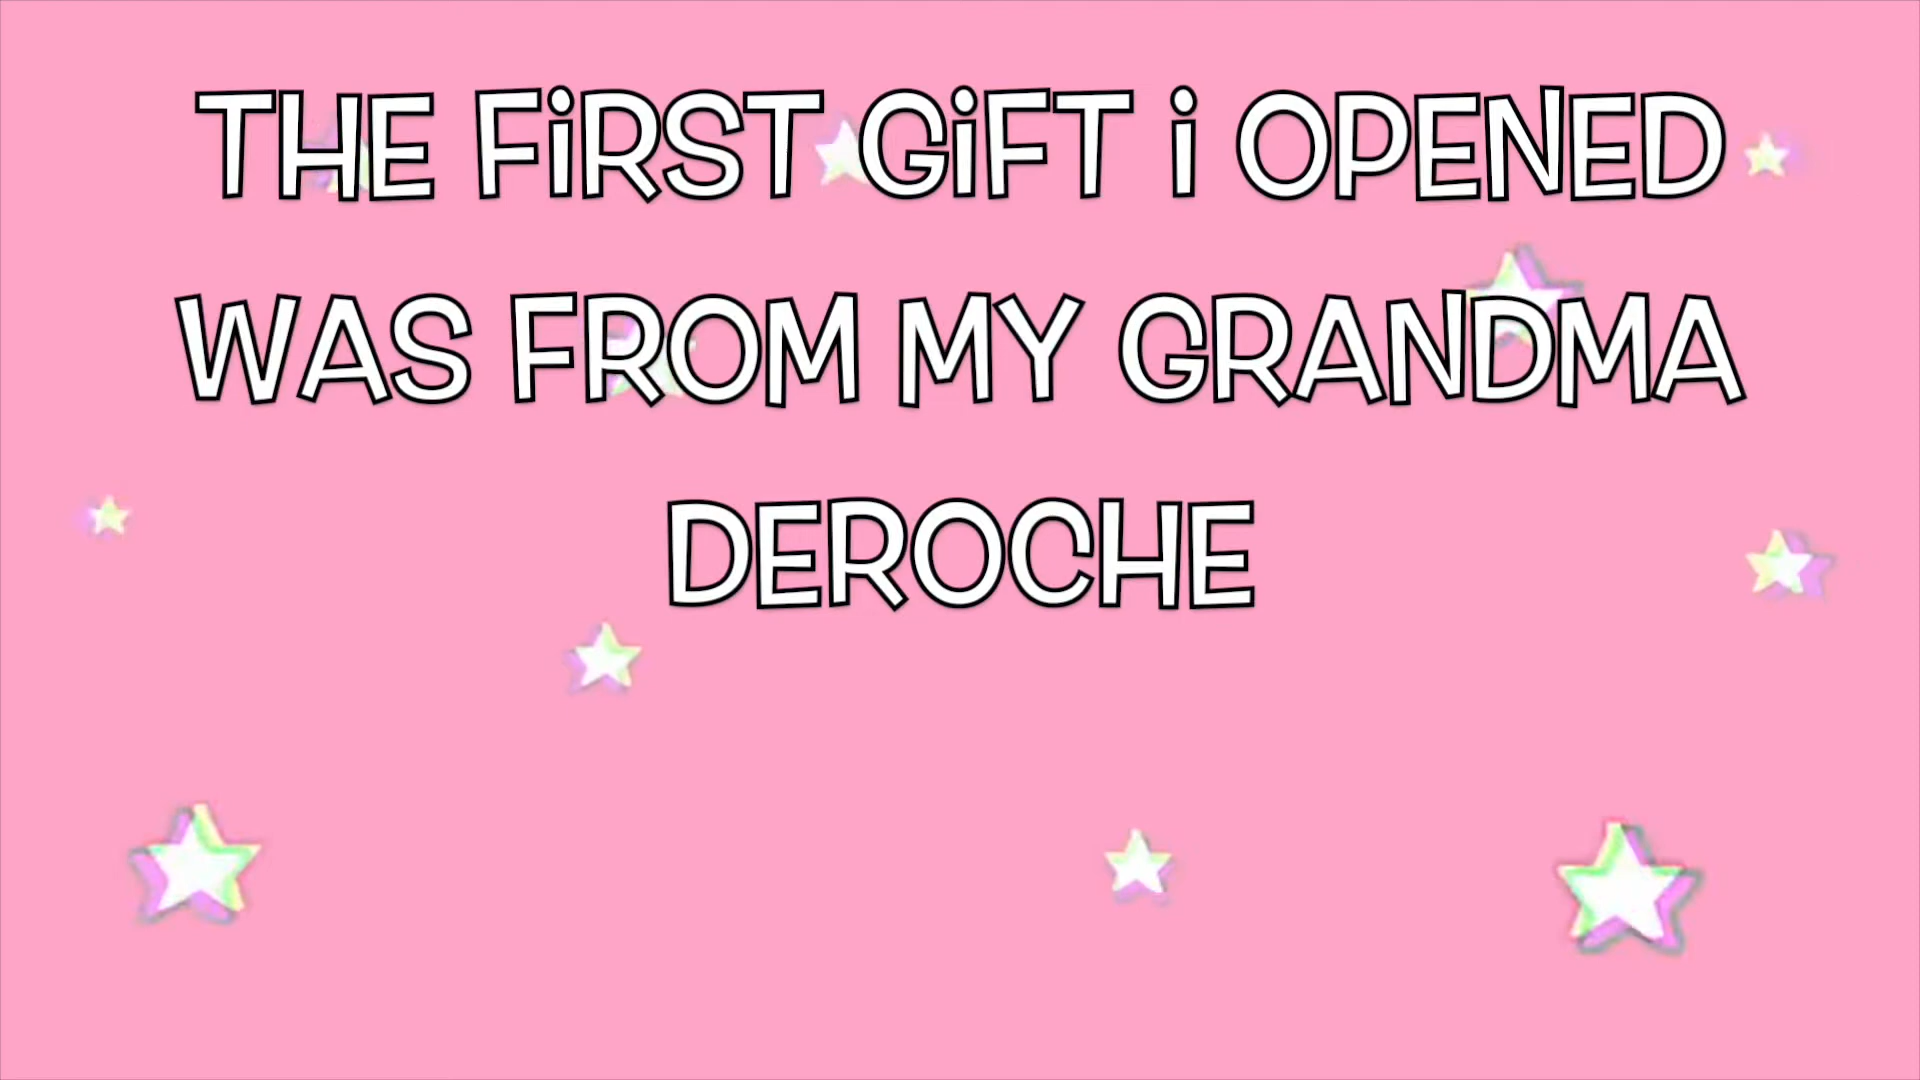 THE FiRST GiFT i OPENED
WAS FROM MY GRANDMA
DEROCHE